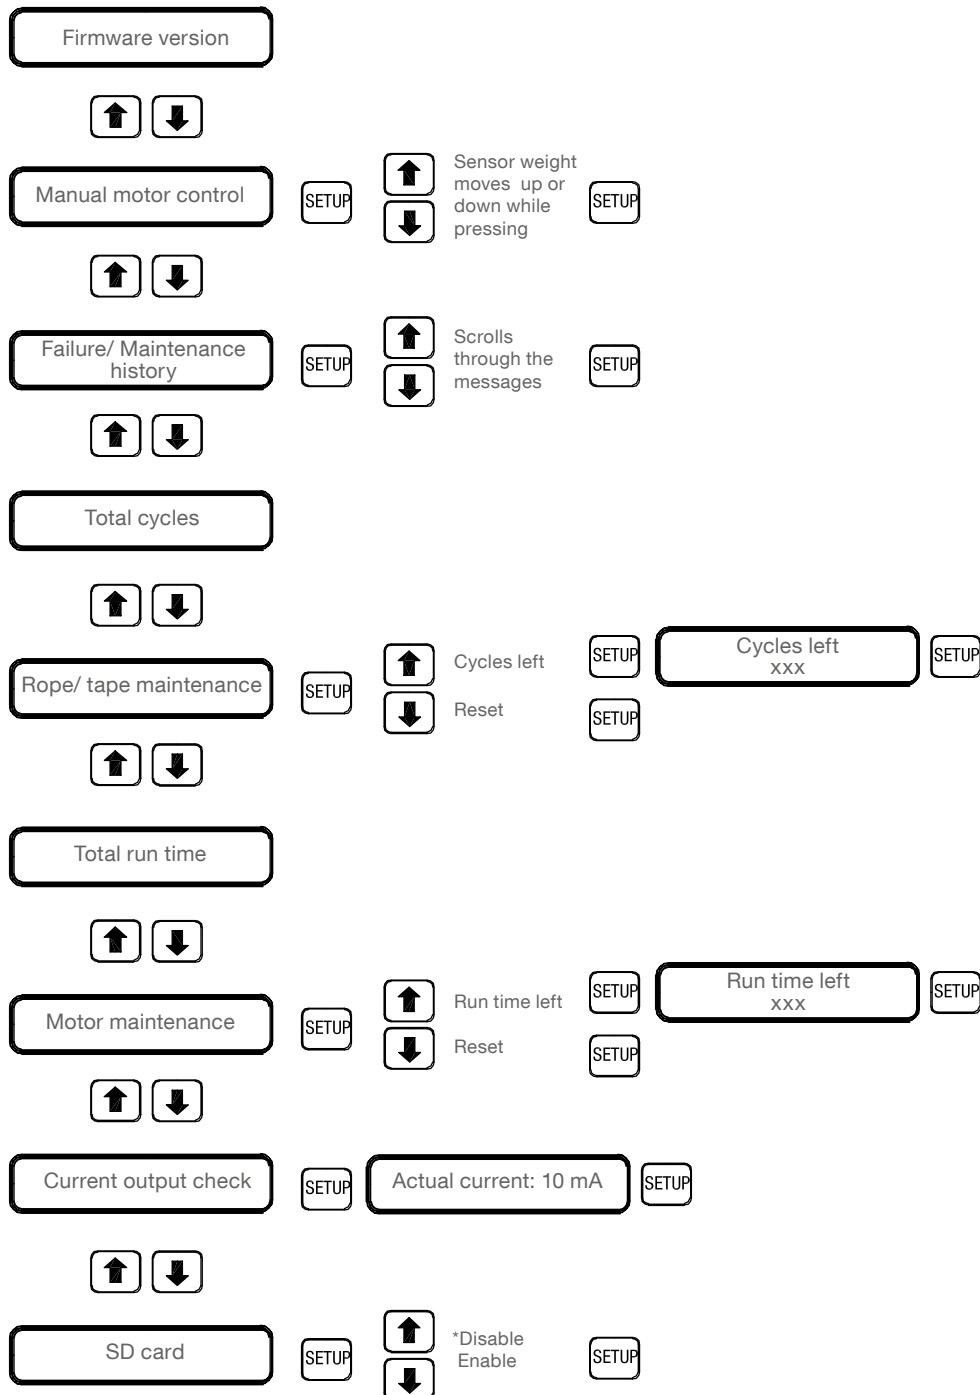 Firmware version
Manual motor control
SETUP
Sensor weight
moves up or
down while
pressing
SETUP
Failure/ Maintenance
history
SETUP
Scrolls
through the
messages
SETUP
Total cycles
Rope/ tape maintenance
SETUP
Cycles left
SETUP
Cycles left
xxx
SETUP
Reset
SETUP
Total run time
Motor maintenance
SETUP
Run time left
SETUP
Run time left
xxx
SETUP
Reset
SETUP
Current output check
SETUP
Actual current: 10 mA
SETUP
SD card
SETUP
*Disable
Enable
SETUP